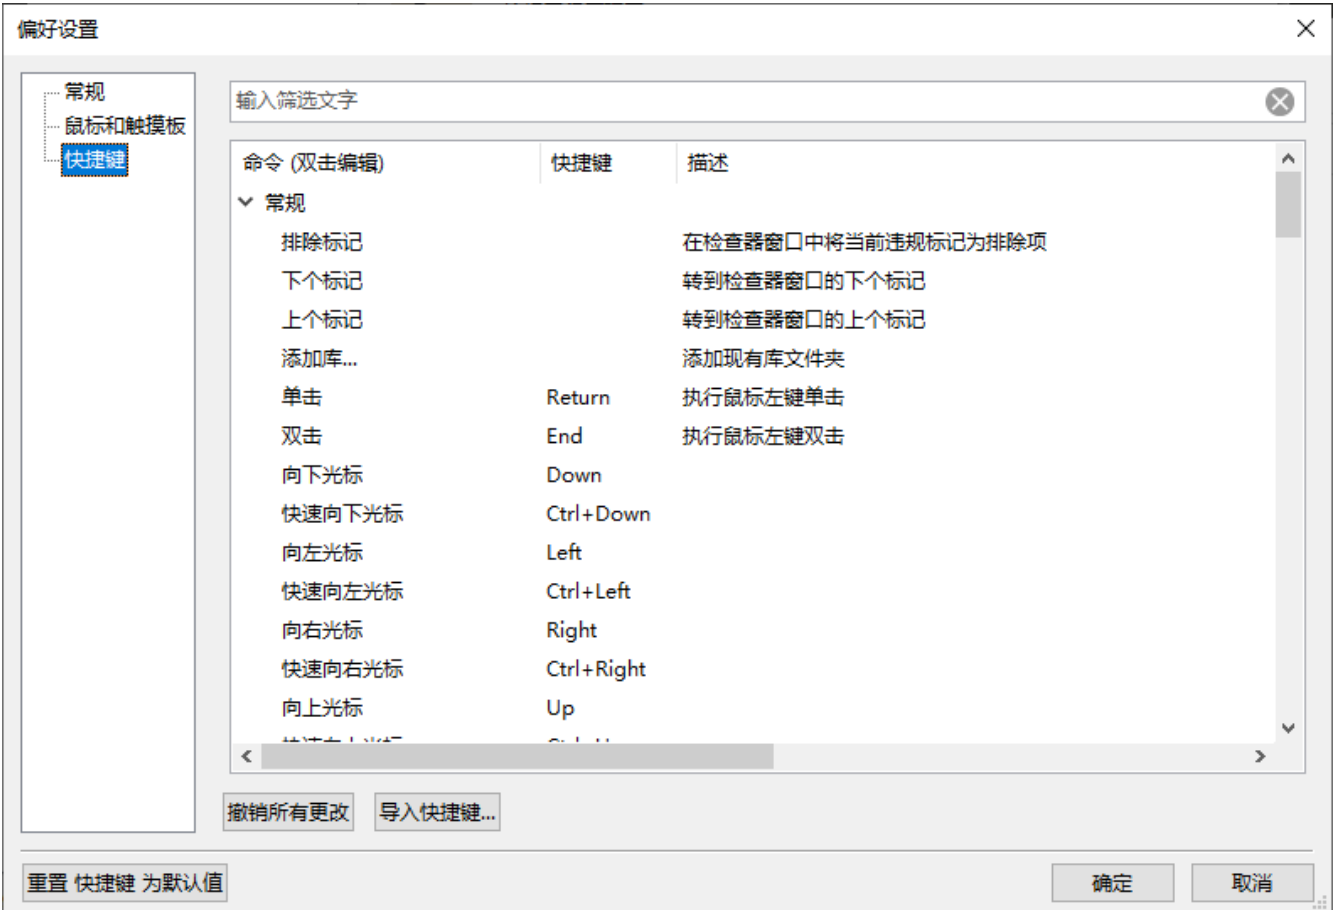 偏好设置
常规
鼠标和触摸板
快捷键
输入筛选文字
命令 (双击编辑) 快捷键 描述
常规
排除标记 在检查器窗口中将当前违规标记为排除项
下个标记 转到检查器窗口的下个标记
上个标记 转到检查器窗口的上个标记
添加库... 添加现有库文件夹
单击 Return 执行鼠标左键单击
双击 End 执行鼠标左键双击
向下光标 Down
快速向下光标 Ctrl+Down
向左光标 Left
快速向左光标 Ctrl+Left
向右光标 Right
快速向右光标 Ctrl+Right
向上光标 Up
撤销所有更改 导入快捷键...
重置 快捷键 为默认值 确定 取消